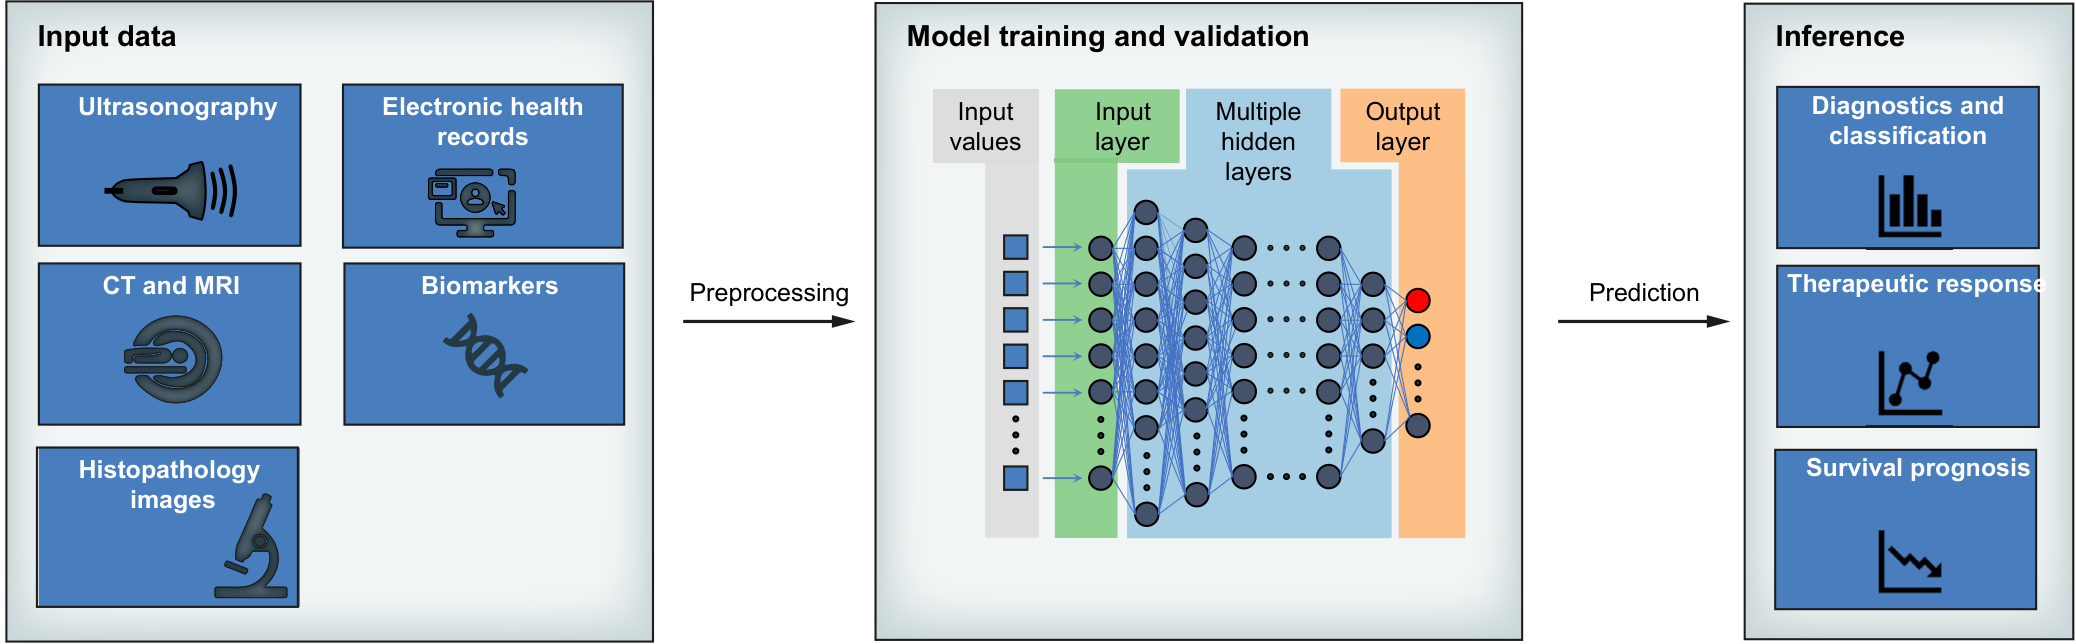 Input data
Ultrasonography
Electronic health
records
CT and MRI
Biomarkers
Histopathology
images
Preprocessing
Model training and validation
Input
values
Input
layer
Multiple
hidden
layers
Output
layer
Prediction
Inference
Diagnostics and
classification
Therapeutic response
Survival prognosis